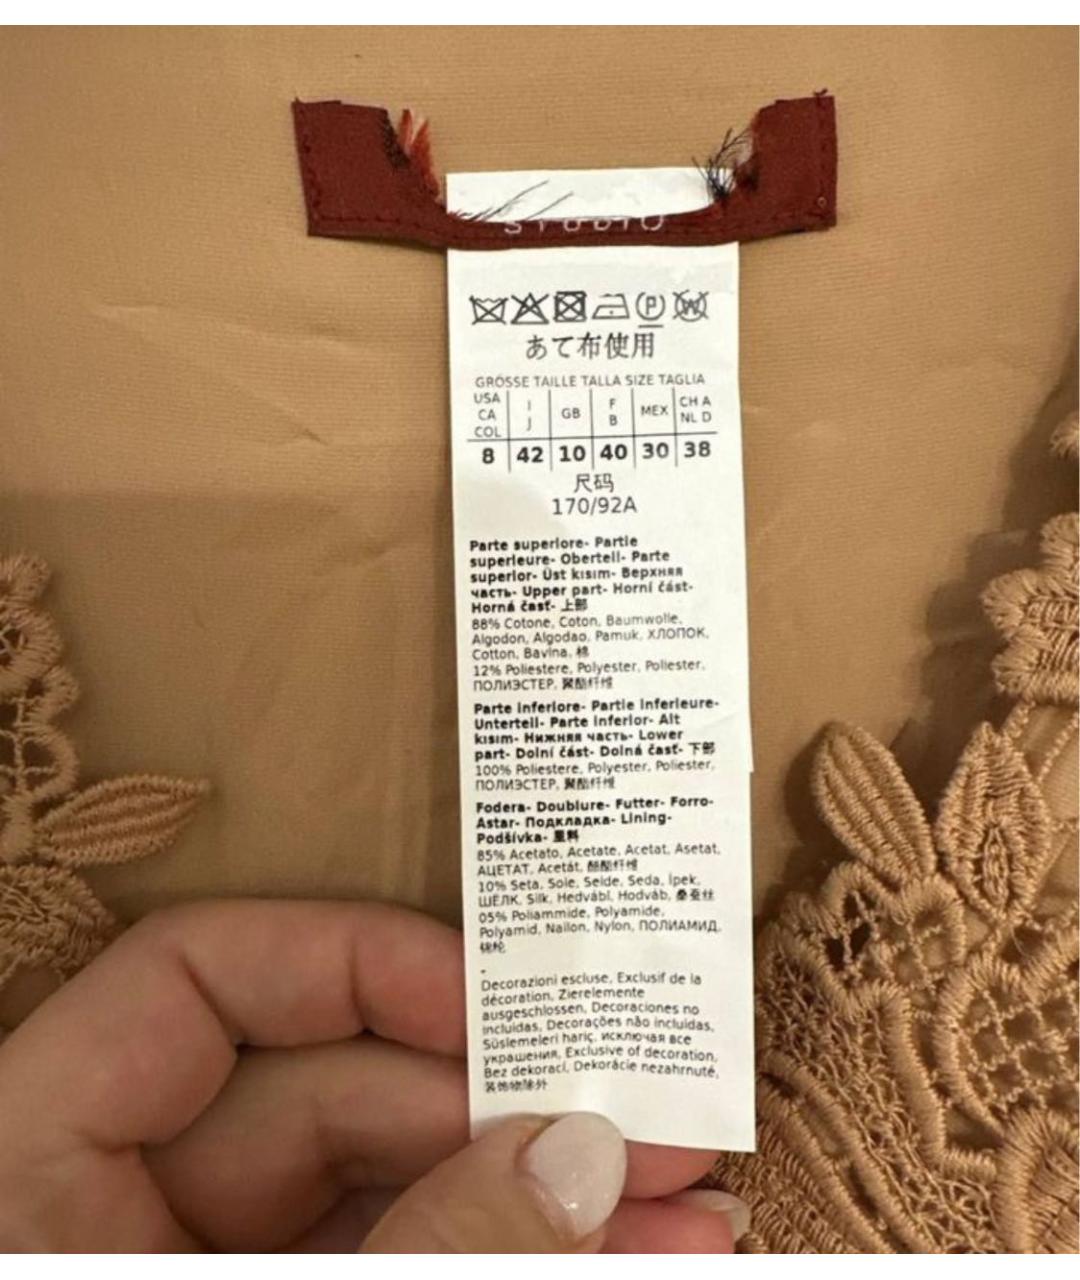 STUDIO
P W
あて布使用
GRÖSSE TAILLE TALLA SIZE TAGLIA
USA CA COL I J GB F B MEX CH A NL D
8 42 10 40 30 38
尺码
170/92A
Parte superiore- Partie
superieure- Oberteil- Parte
superior- Üst kısım- Верхняя
часть- Upper part- Horní část-
Horná časť- 上部
88% Cotone, Coton, Baumwolle,
Algodon, Algodao, Pamuk, ХЛОПОК,
Cotton, Bavlna, 棉
12% Poliestere, Polyester, Poliester,
ПОЛИЭСТЕР, 聚酯纤维
Parte inferiore- Partie inferieure-
Unterteil- Parte inferior- Alt
kısım- Нижняя часть- Lower
part- Dolní část- Dolná časť- 下部
100% Poliestere, Polyester, Poliester,
ПОЛИЭСТЕР, 聚酯纤维
Fodera- Doublure- Futter- Forro-
Astar- Подкладка- Lining-
Podšívka- 里料
85% Acetato, Acetate, Acetat, Asetat,
АЦЕТАТ, Acetát, 醋酯纤维
10% Seta, Soie, Seide, Seda, İpek,
ШЕЛК, Silk, Hedvábí, Hodváb, 桑蚕丝
05% Poliammide, Polyamide,
Polyamid, Nailon, Nylon, ПОЛИАМИД,
锦纶
-
Decorazioni escluse, Exclusif de la
décoration, Zierelemente
ausgeschlossen, Decoraciones no
incluidas, Decorações não incluidas,
Süslemeleri hariç, исключая все
украшения, Exclusive of decoration,
Bez dekorací, Dekorácie nezahrnuté,
装饰物除外